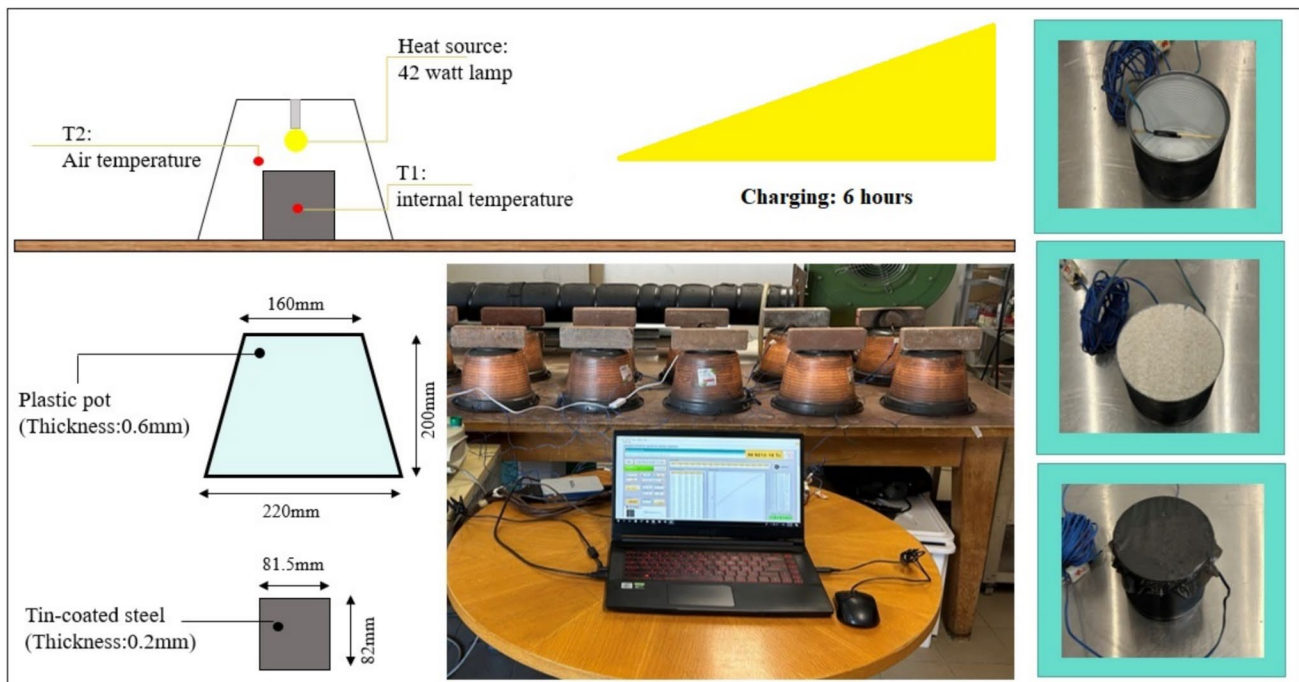 Heat source:
42 watt lamp
T2:
Air temperature
T1:
internal temperature
Charging: 6 hours
160mm
Plastic pot
(Thickness:0.6mm)
200mm
220mm
81.5mm
Tin-coated steel
(Thickness:0.2mm)
82mm